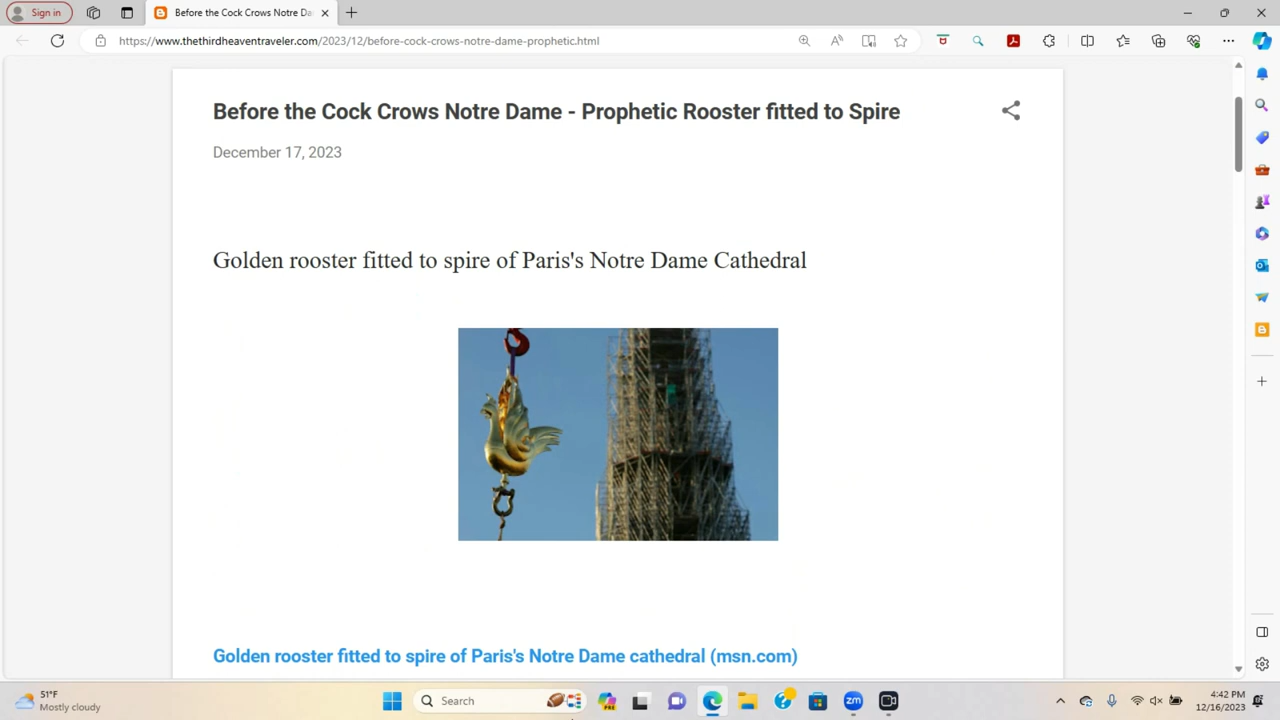 Sign in
Before the Cock Crows Notre Da
https://www.thethirdheaventraveler.com/2023/12/before-cock-crows-notre-dame-prophetic.html
Before the Cock Crows Notre Dame - Prophetic Rooster fitted to Spire
December 17, 2023
Golden rooster fitted to spire of Paris's Notre Dame Cathedral
Golden rooster fitted to spire of Paris's Notre Dame cathedral (msn.com)
51°F
Mostly cloudy
Search
PRE
zm
4:42 PM
12/16/2023